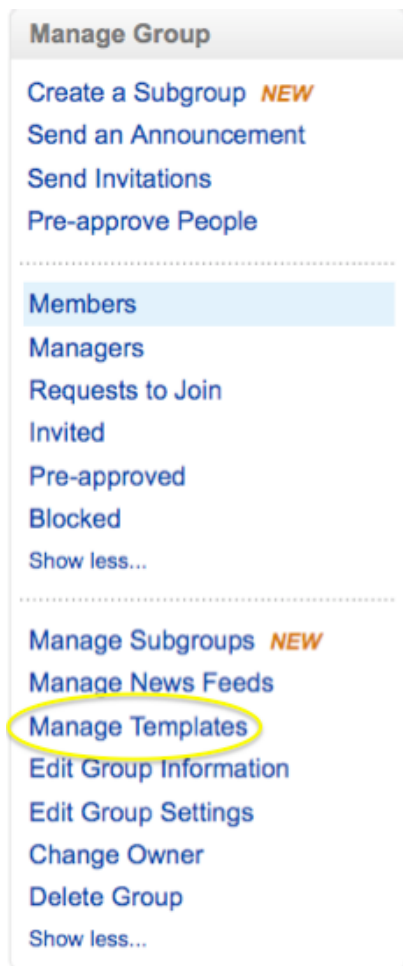 Manage Group
Create a Subgroup NEW
Send an Announcement
Send Invitations
Pre-approve People
Members
Managers
Requests to Join
Invited
Pre-approved
Blocked
Show less...
Manage Subgroups NEW
Manage News Feeds
Manage Templates
Edit Group Information
Edit Group Settings
Change Owner
Delete Group
Show less...